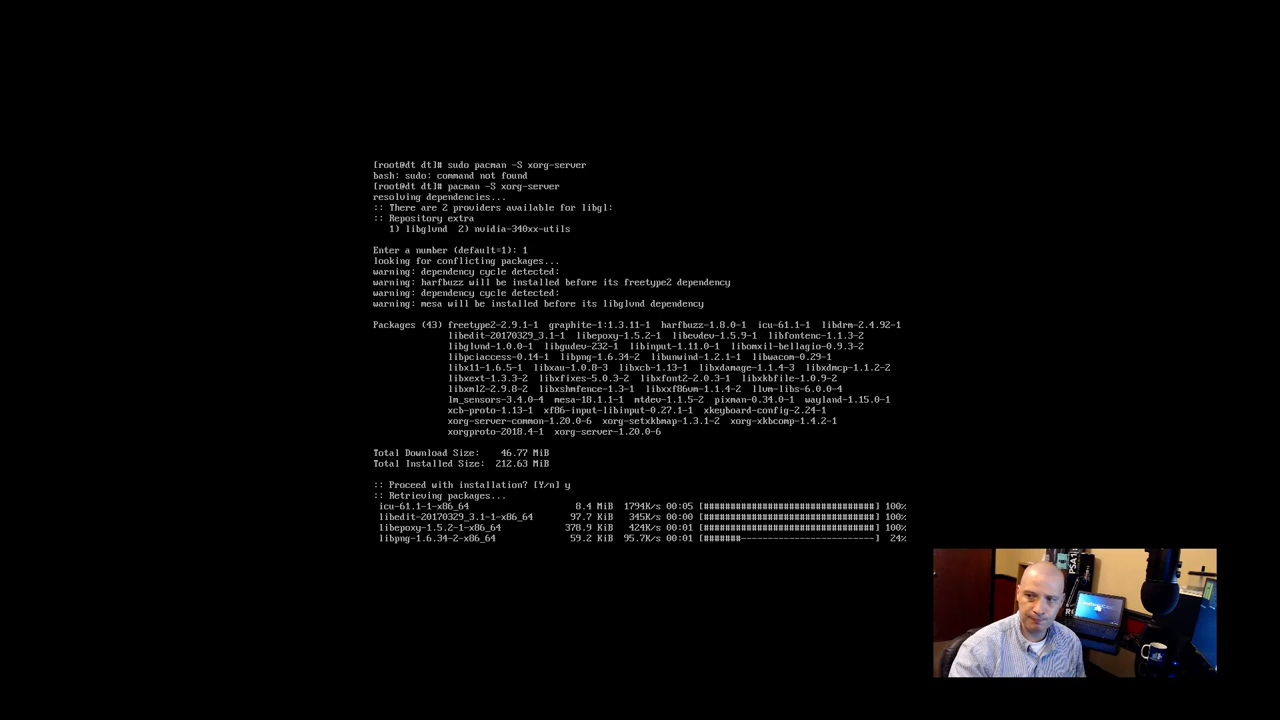 [root@dt dt]# sudo pacman -S xorg-server
bash: sudo: command not found
[root@dt dt]# pacman -S xorg-server
resolving dependencies...
:: There are 2 providers available for libgl:
:: Repository extra
1) libglvnd 2) nvidia-340xx-utils
Enter a number (default=1): 1
looking for conflicting packages...
warning: dependency cycle detected:
warning: harfbuzz will be installed before its freetype2 dependency
warning: dependency cycle detected:
warning: mesa will be installed before its libglvnd dependency
Packages (43) freetype2-2.9.1-1 graphite-1:1.3.11-1 harfbuzz-1.8.0-1 icu-61.1-1 libdrm-2.4.92-1
libedit-20170329_3.1-1 libepoxy-1.5.2-1 libevdev-1.5.9-1 libfontenc-1.1.3-2
libglvnd-1.0.0-1 libgudev-232-1 libinput-1.11.0-1 libomxil-bellagio-0.9.3-2
libpciaccess-0.14-1 libpng-1.6.34-2 libunwind-1.2.1-1 libwacom-0.29-1
libx11-1.6.5-1 libxau-1.0.8-3 libxcb-1.13-1 libxdamage-1.1.4-3 libxdmcp-1.1.2-2
libxext-1.3.3-2 libxfixes-5.0.3-2 libxfont2-2.0.3-1 libxkbfile-1.0.9-2
libxml2-2.9.8-2 libxshmfence-1.3-1 libxxf86vm-1.1.4-2 llvm-libs-6.0.0-4
lm_sensors-3.4.0-4 mesa-18.1.1-1 mtdev-1.1.5-2 pixman-0.34.0-1 wayland-1.15.0-1
xcb-proto-1.13-1 xf86-input-libinput-0.27.1-1 xkeyboard-config-2.24-1
xorg-server-common-1.20.0-6 xorg-setxkbmap-1.3.1-2 xorg-xkbcomp-1.4.2-1
xorgproto-2018.4-1 xorg-server-1.20.0-6
Total Download Size: 46.77 MiB
Total Installed Size: 212.63 MiB
:: Proceed with installation? [Y/n] y
:: Retrieving packages...
icu-61.1-1-x86_64 8.4 MiB 1794K/s 00:05 [################################] 100%
libedit-20170329_3.1-1-x86_64 97.7 KiB 345K/s 00:00 [################################] 100%
libepoxy-1.5.2-1-x86_64 378.9 KiB 424K/s 00:01 [################################] 100%
libpng-1.6.34-2-x86_64 59.2 KiB 95.7K/s 00:01 [#######-------------------------] 24%
PSA1